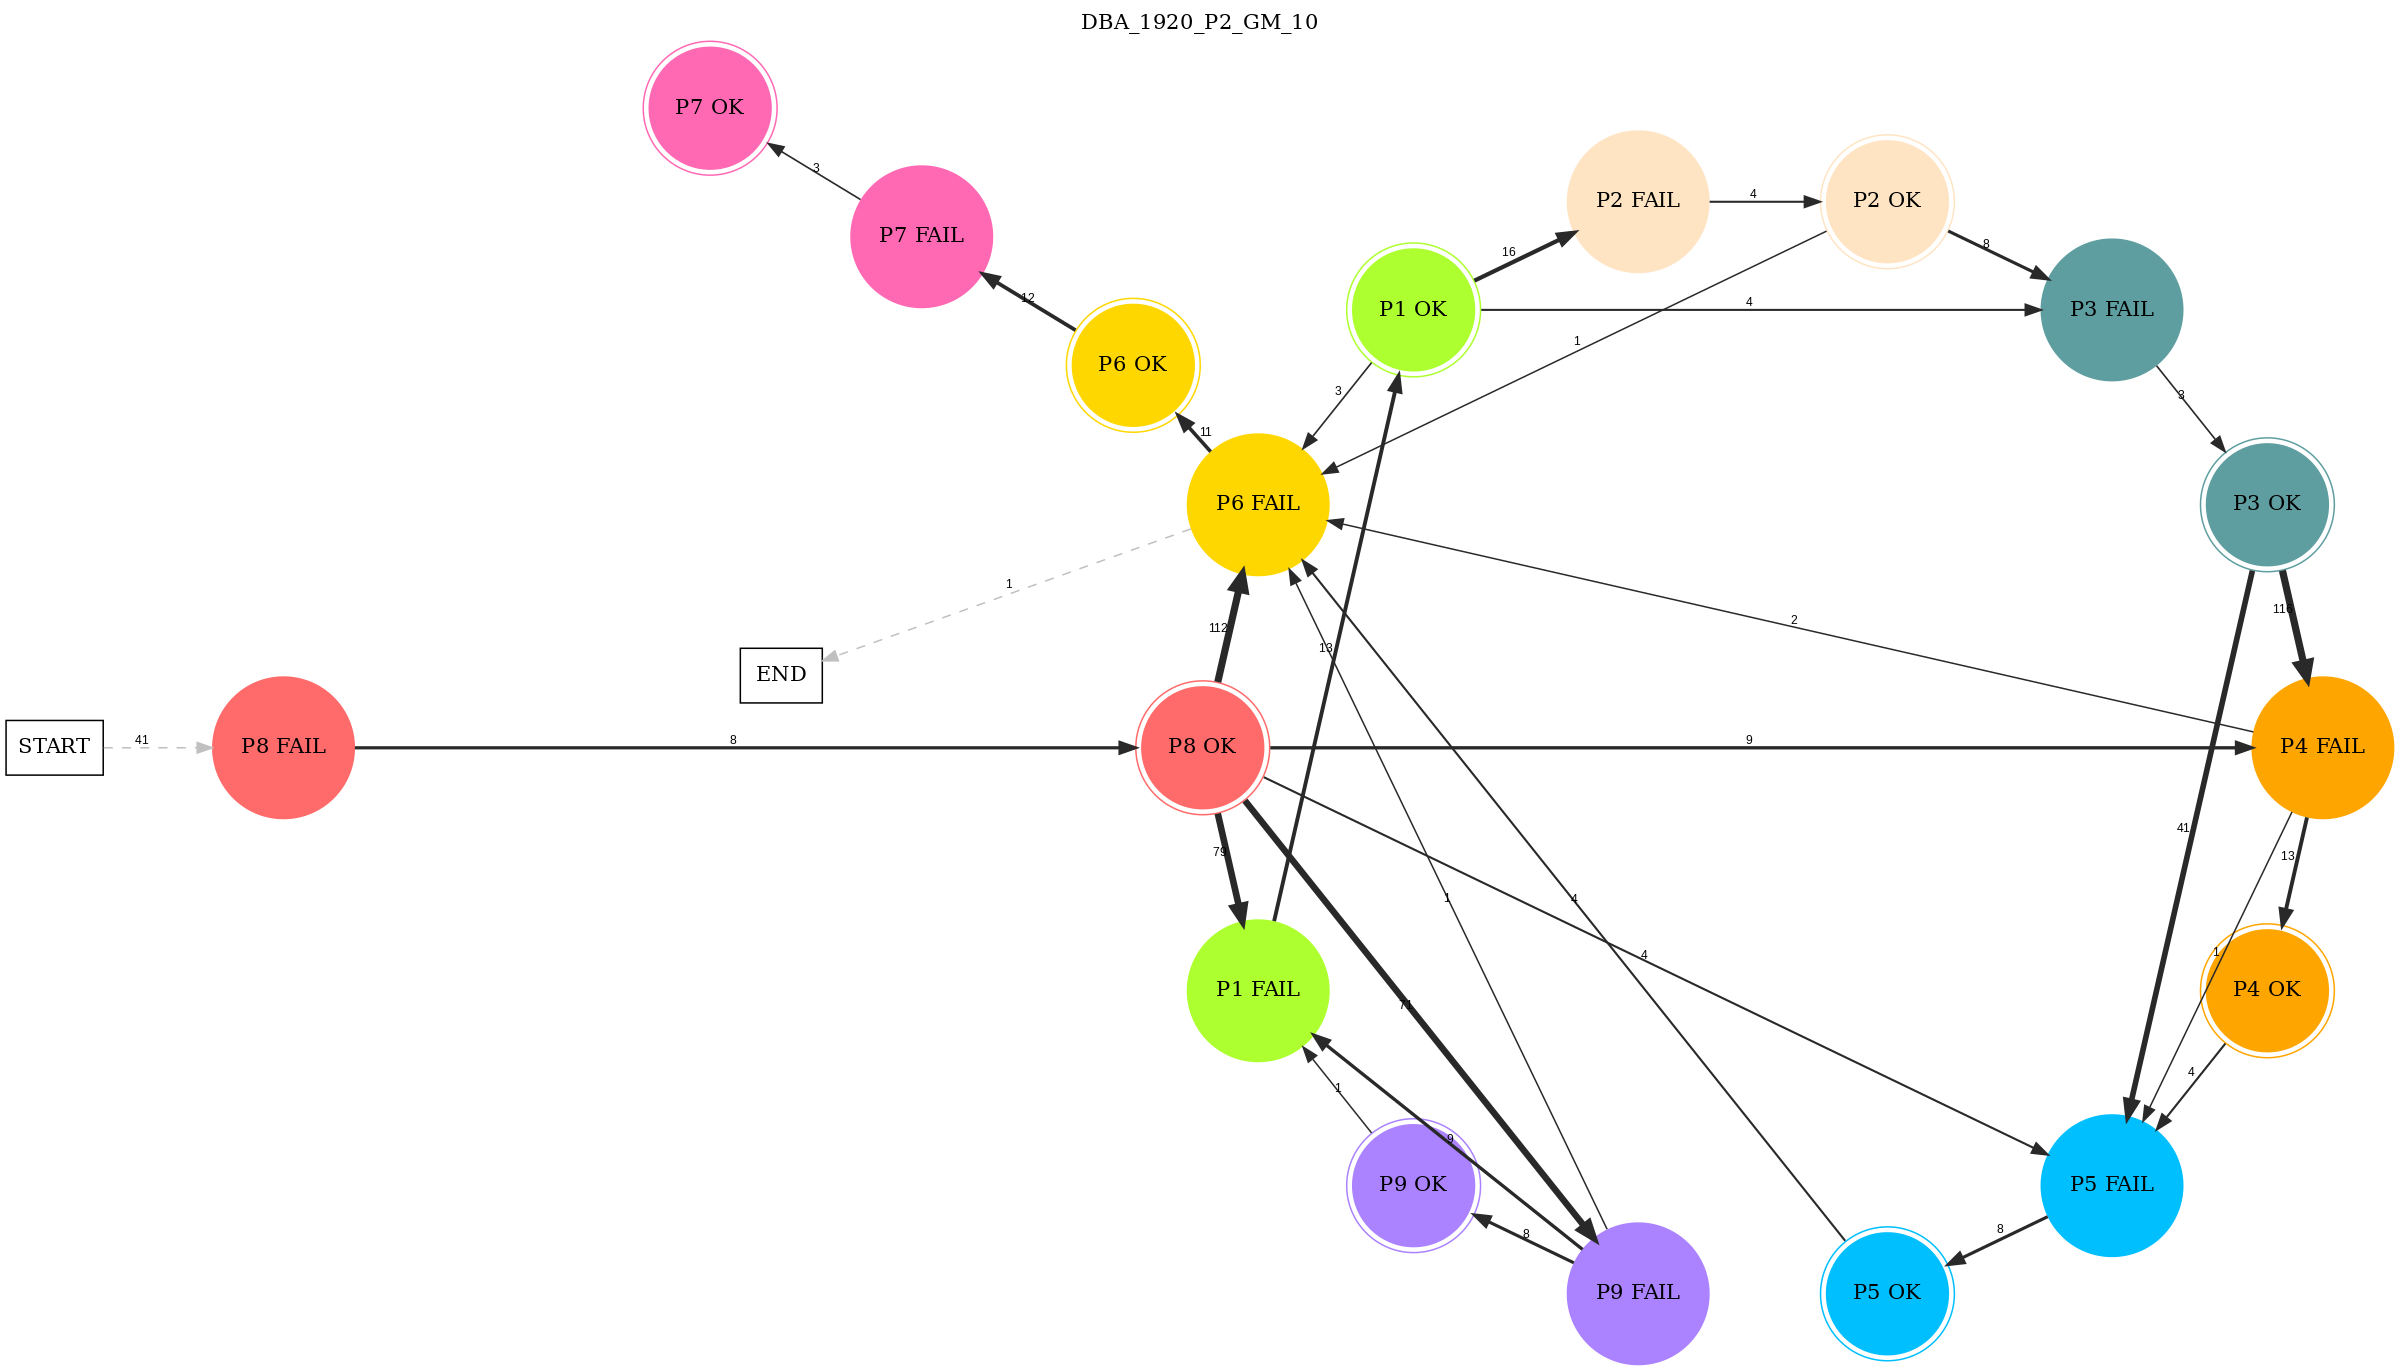 DBA_1920_P2_GM_10
P7 OK
3
P7 FAIL
P2 FAIL
4
P2 OK
16
8
12
P1 OK
4
P3 FAIL
1
P6 OK
3
3
11
P6 FAIL
P3 OK
1
116
112
2
13
END
START
41
P8 FAIL
8
P8 OK
9
P4 FAIL
41
79
13
1
4
4
1
P1 FAIL
P4 OK
71
4
1
9
P9 OK
P5 FAIL
8
8
P9 FAIL
P5 OK